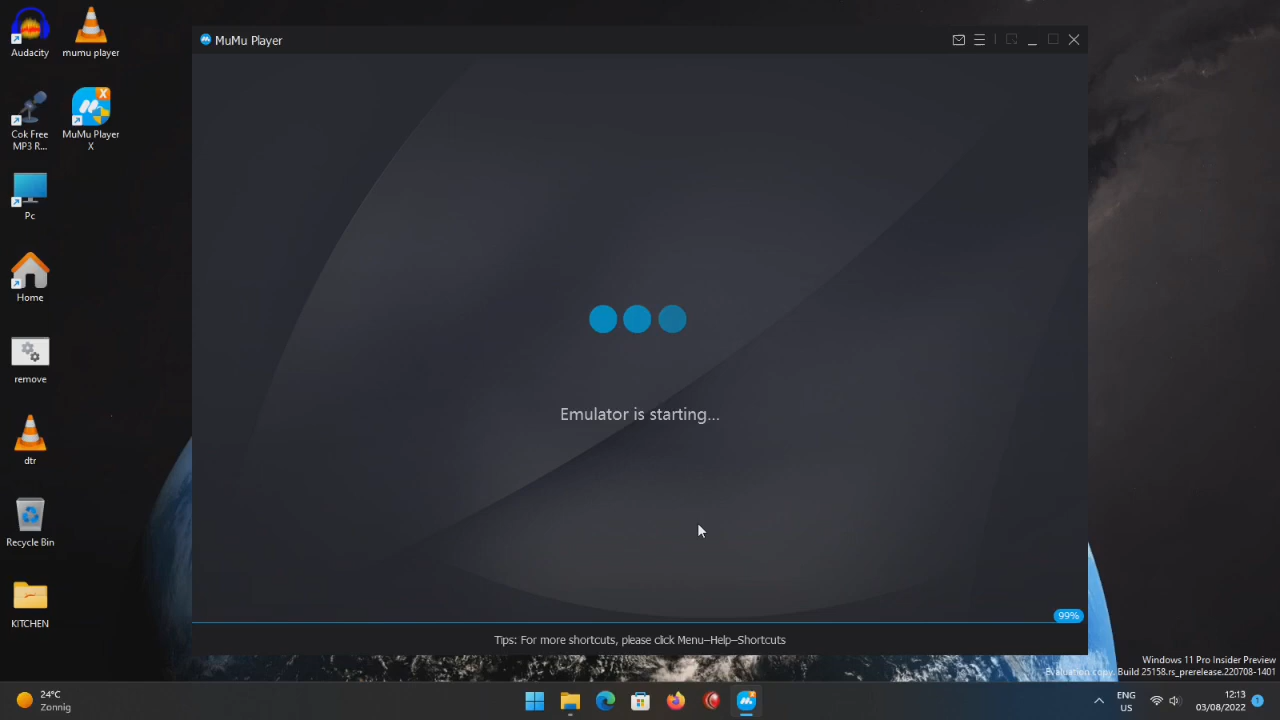 Audacity
mumu player
Cok Free
MP3 R...
MuMu Player
X
Pc
Home
remove
dtr
Recycle Bin
KITCHEN
MuMu Player
Emulator is starting...
99%
Tips: For more shortcuts, please click Menu–Help–Shortcuts
Windows 11 Pro Insider Preview
Evaluation copy. Build 25158.rs_prerelease.220708-1401
24°C
Zonnig
ENG
US
12:13
03/08/2022
1